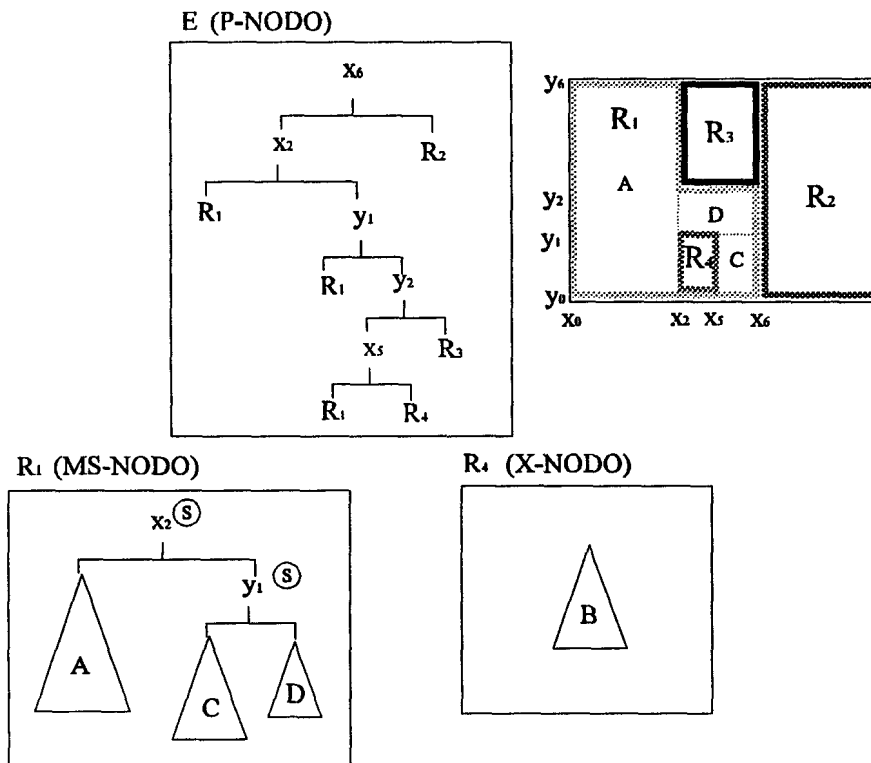 E (P-NODO)
x6
x2
R2
R1
y1
R1
y2
x5
R3
R1
R4
y6
R1
R3
A
R2
y2
D
y1
R4
C
y0
x0
x2
x5
x6
R1 (MS-NODO)
x2 S
y1 S
A
C
D
R4 (X-NODO)
B